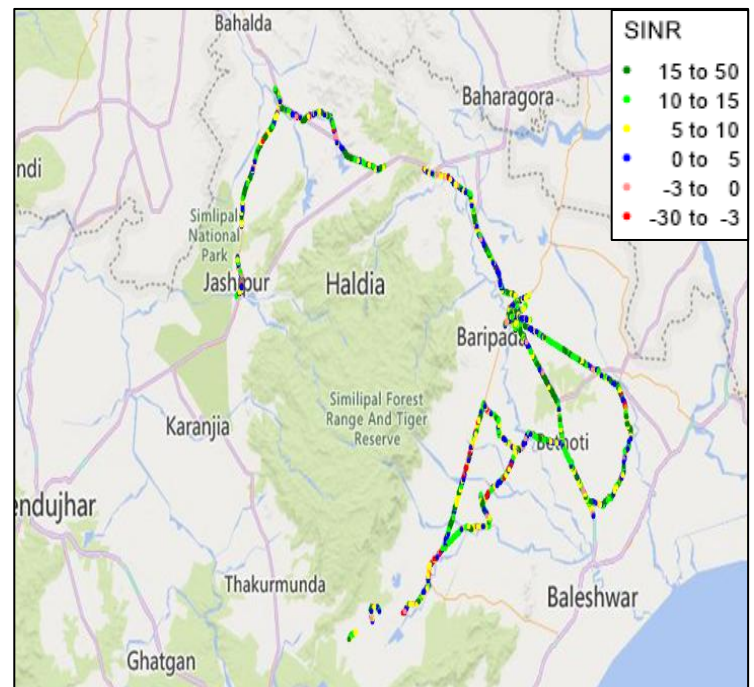 Bahalda
SINR
15 to 50
10 to 15
5 to 10
0 to 5
-3 to 0
-30 to -3
Baharagora
ndi
Simlipal
National
Park
Jashipur
Haldia
Baripada
Similipal Forest
Range And Tiger
Reserve
Karanjia
Betnoti
endujhar
Thakurmunda
Baleshwar
Ghatgan